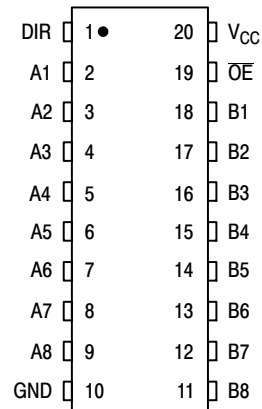 DIR 1 20 VCC
A1 2 19 OE
A2 3 18 B1
A3 4 17 B2
A4 5 16 B3
A5 6 15 B4
A6 7 14 B5
A7 8 13 B6
A8 9 12 B7
GND 10 11 B8